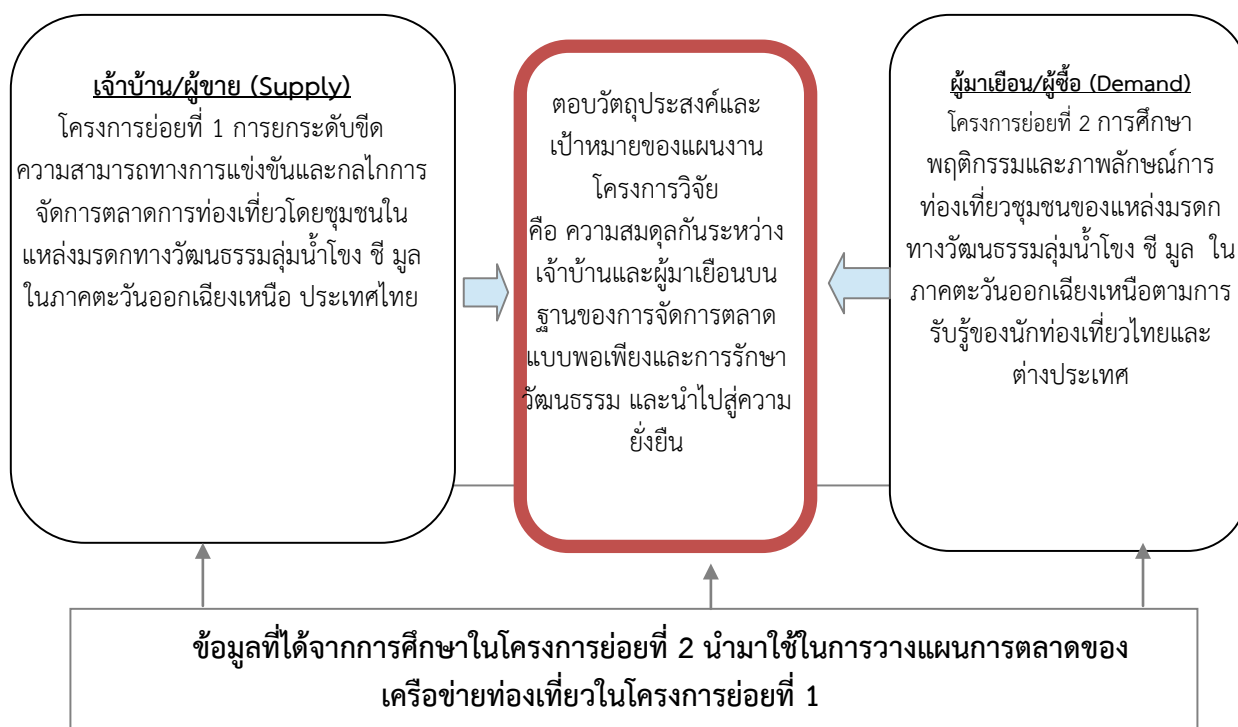 เจ้าบ้าน/ผู้ขาย (Supply)
โครงการย่อยที่ 1 การยกระดับขีด
ความสามารถทางการแข่งขันและกลไกการ
จัดการตลาดการท่องเที่ยวโดยชุมชนใน
แหล่งมรดกทางวัฒนธรรมลุ่มน้ำโขง ชี มูล
ในภาคตะวันออกเฉียงเหนือ ประเทศไทย
ตอบวัตถุประสงค์และ
เป้าหมายของแผนงาน
โครงการวิจัย
คือ ความสมดุลกันระหว่าง
เจ้าบ้านและผู้มาเยือนบน
ฐานของการจัดการตลาด
แบบพอเพียงและการรักษา
วัฒนธรรม และนำไปสู่ความ
ยั่งยืน
ผู้มาเยือน/ผู้ซื้อ (Demand)
โครงการย่อยที่ 2 การศึกษา
พฤติกรรมและภาพลักษณ์การ
ท่องเที่ยวชุมชนของแหล่งมรดก
ทางวัฒนธรรมลุ่มน้ำโขง ชี มูล ใน
ภาคตะวันออกเฉียงเหนือตามการ
รับรู้ของนักท่องเที่ยวไทยและ
ต่างประเทศ
ข้อมูลที่ได้จากการศึกษาในโครงการย่อยที่ 2 นำมาใช้ในการวางแผนการตลาดของ
เครือข่ายท่องเที่ยวในโครงการย่อยที่ 1